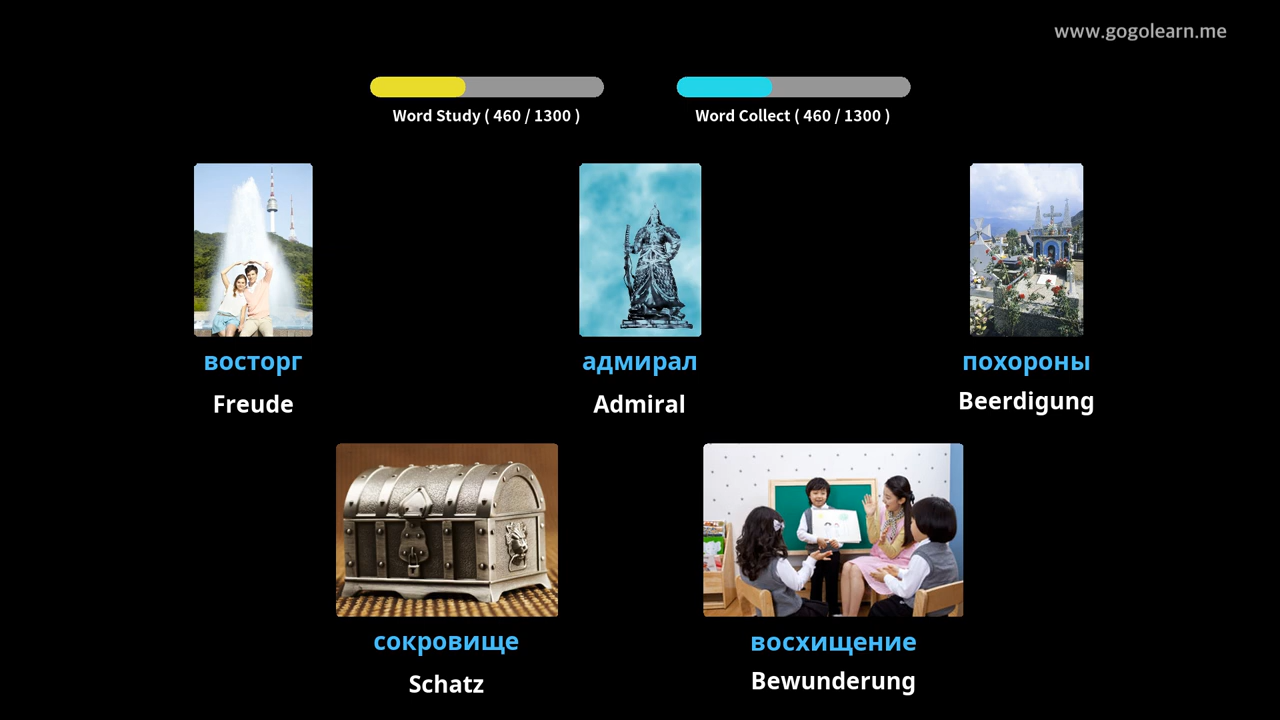 www.gogolearn.me
Word Study ( 460 / 1300 )
Word Collect ( 460 / 1300 )
восторг
Freude
адмирал
Admiral
похороны
Beerdigung
сокровище
Schatz
восхищение
Bewunderung